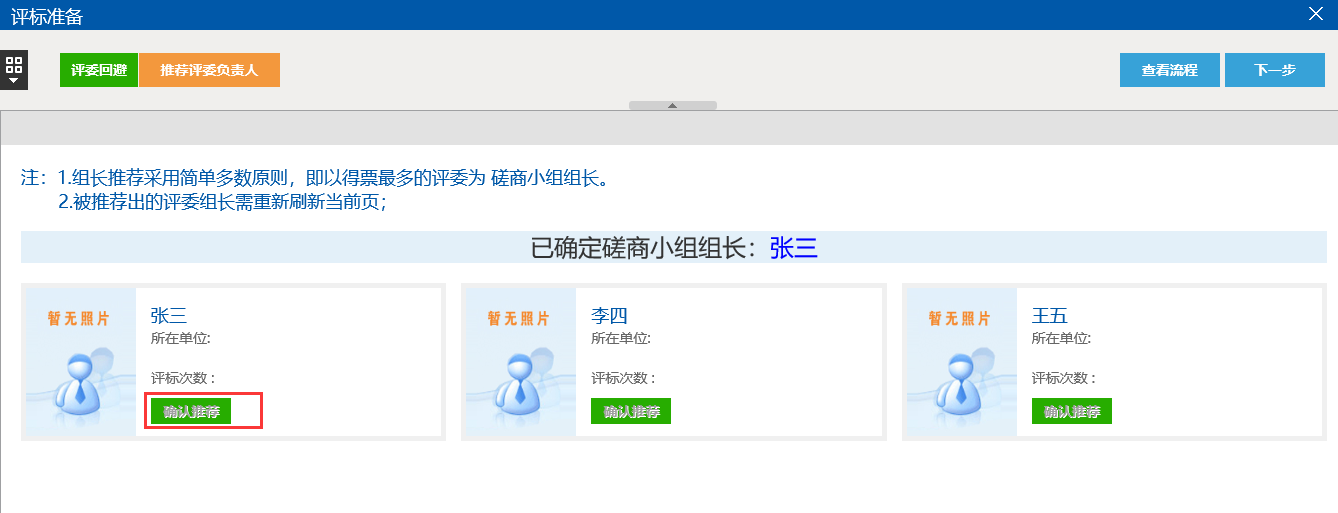 评标准备
评委回避 推荐评委负责人 查看流程 下一步
注：1.组长推荐采用简单多数原则，即以得票最多的评委为 磋商小组组长。
2.被推荐出的评委组长需重新刷新当前页；
已确定磋商小组组长：张三
暂无照片
张三
所在单位:
评标次数 :
确认推荐
暂无照片
李四
所在单位:
评标次数 :
确认推荐
暂无照片
王五
所在单位:
评标次数 :
确认推荐